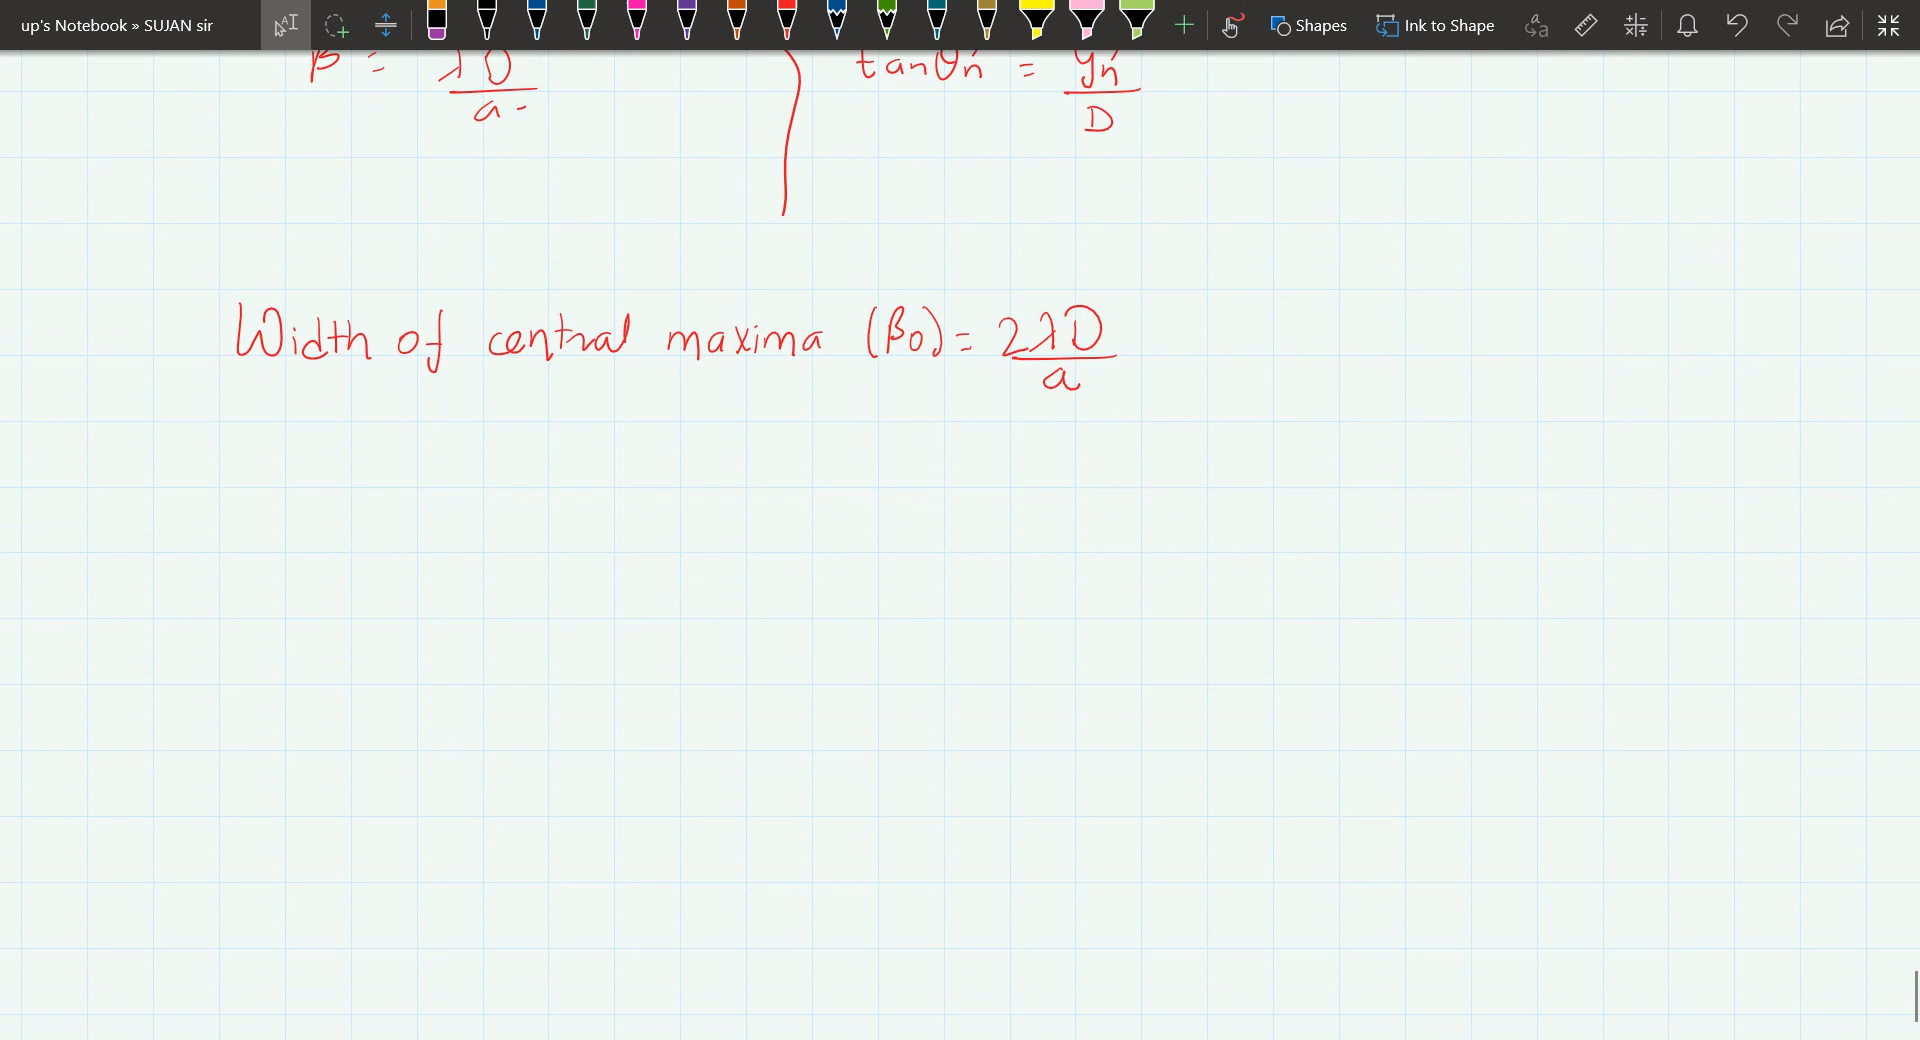 up's Notebook » SUJAN sir
Shapes
Ink to Shape
β = λD/a
tanθn' = yn'/D
Width of central maxima (β0) = 2λD/a